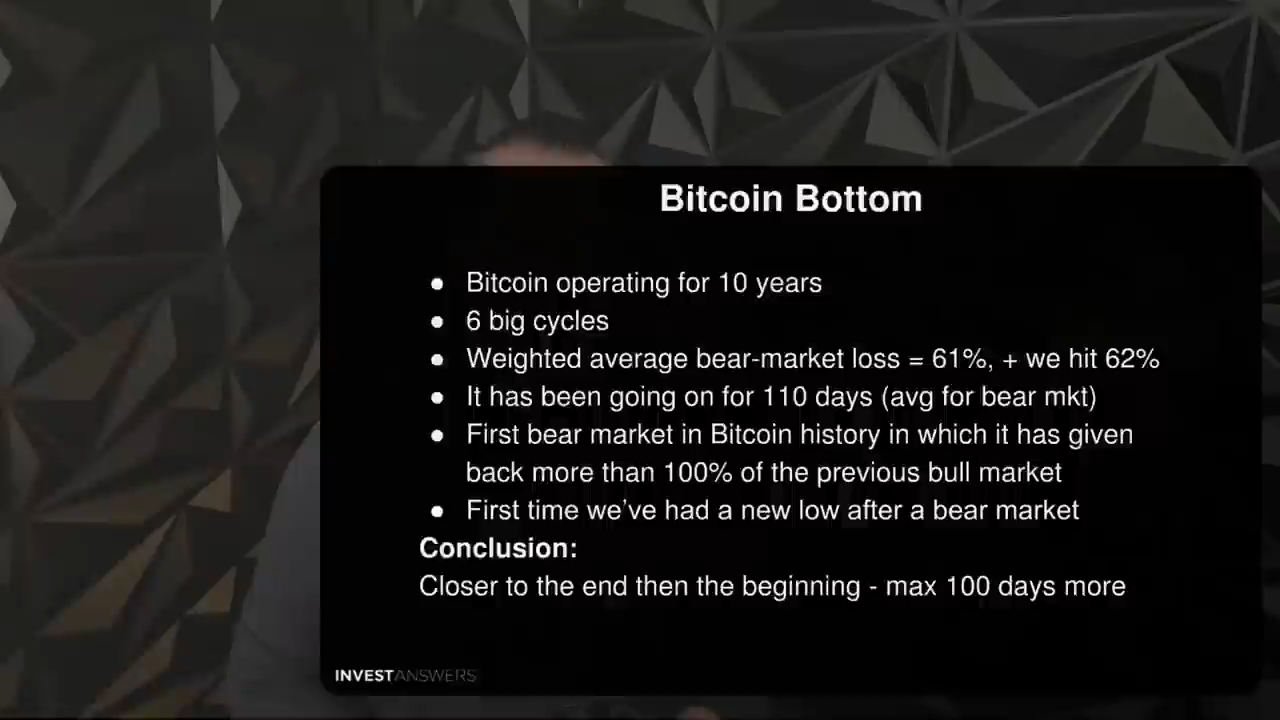 Bitcoin Bottom
● Bitcoin operating for 10 years
● 6 big cycles
● Weighted average bear-market loss = 61%, + we hit 62%
● It has been going on for 110 days (avg for bear mkt)
● First bear market in Bitcoin history in which it has given
back more than 100% of the previous bull market
● First time we've had a new low after a bear market
Conclusion:
Closer to the end then the beginning - max 100 days more
INVESTANSWERS